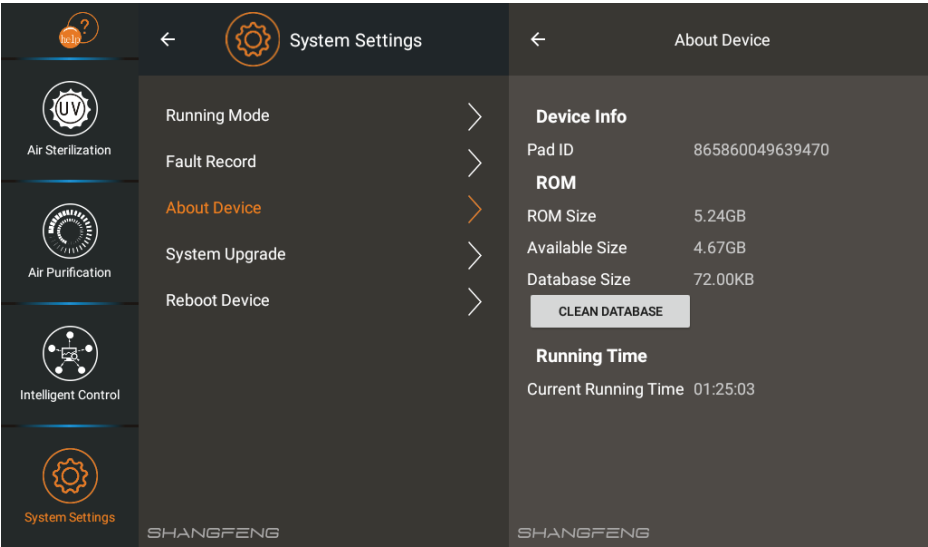 help ?
UV
Air Sterilization
Air Purification
Intelligent Control
System Settings
System Settings
Running Mode
Fault Record
About Device
System Upgrade
Reboot Device
SHANGFENG
About Device
Device Info
Pad ID 865860049639470
ROM
ROM Size 5.24GB
Available Size 4.67GB
Database Size 72.00KB
CLEAN DATABASE
Running Time
Current Running Time 01:25:03
SHANGFENG